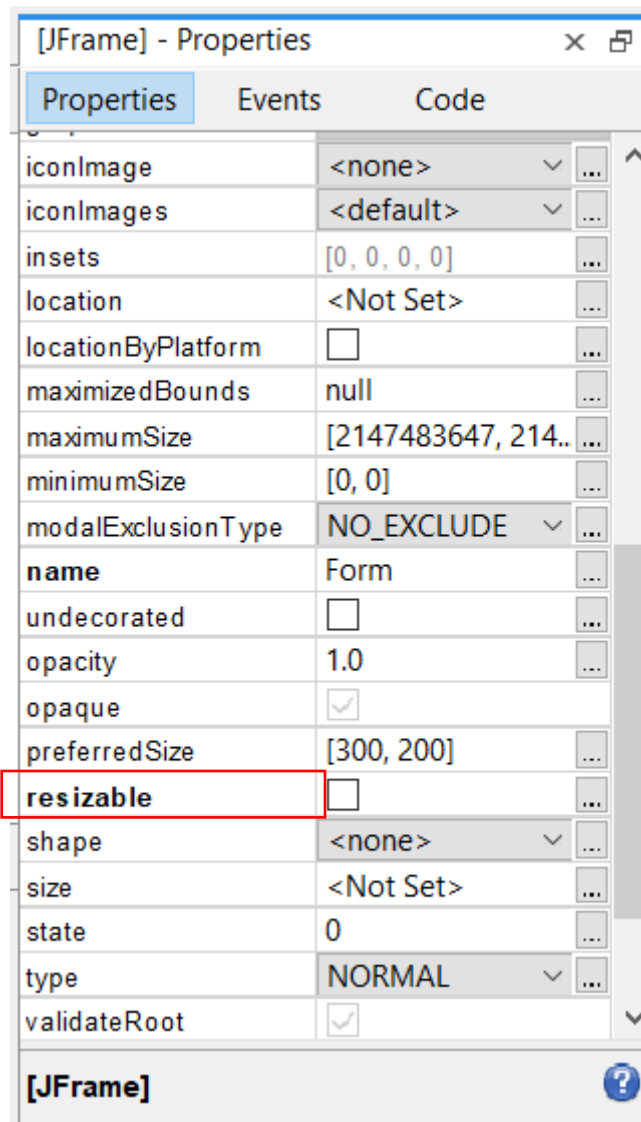 [JFrame] - Properties
Properties Events Code
iconImage <none> ...
iconImages <default> ...
insets [0, 0, 0, 0] ...
location <Not Set> ...
locationByPlatform ...
maximizedBounds null ...
maximumSize [2147483647, 214... ...
minimumSize [0, 0] ...
modalExclusionType NO_EXCLUDE ...
name Form ...
undecorated ...
opacity 1.0 ...
opaque
preferredSize [300, 200] ...
resizable ...
shape <none> ...
size <Not Set> ...
state 0 ...
type NORMAL ...
validateRoot
[JFrame] ?